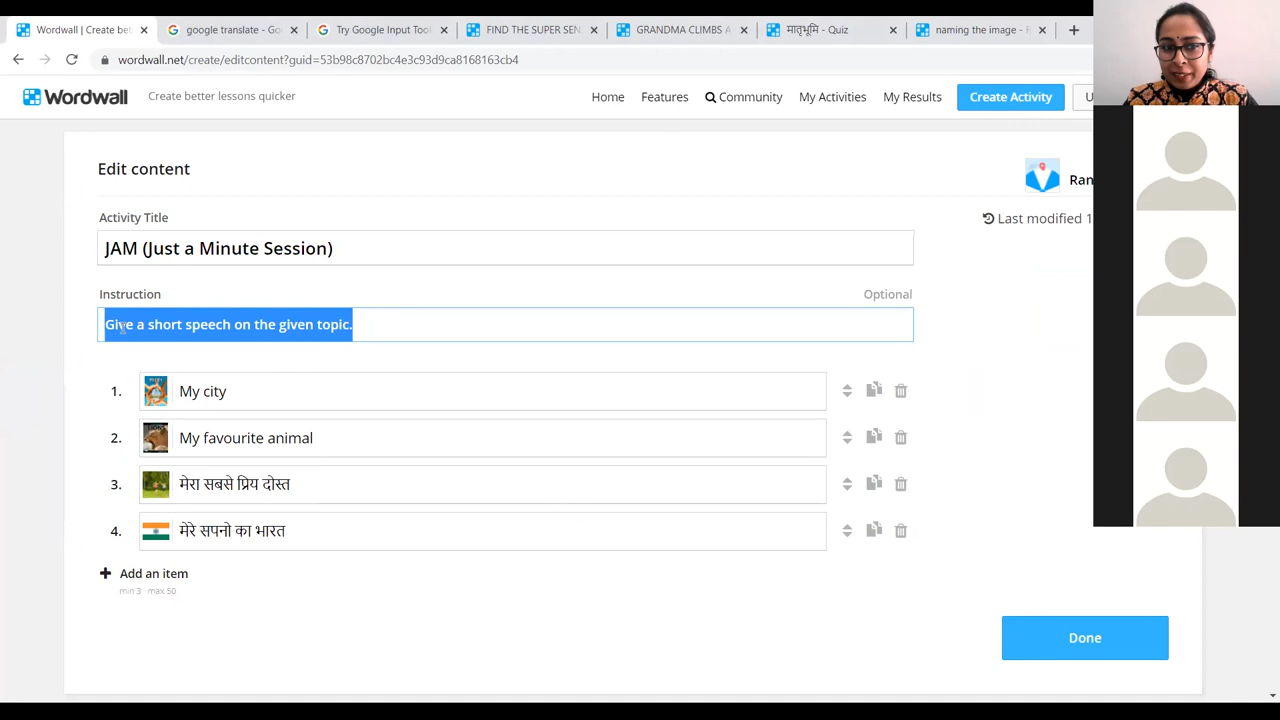 Wordwall | Create bet
google translate - Go
Try Google Input Tool
FIND THE SUPER SEN
GRANDMA CLIMBS A
मातृभूमि - Quiz
naming the image - F
wordwall.net/create/editcontent?guid=53b98c8702bc4e3c93d9ca8168163cb4
Wordwall
Create better lessons quicker
Home
Features
Community
My Activities
My Results
Create Activity
U
Edit content
Ran
Activity Title
Last modified 1
JAM (Just a Minute Session)
Instruction
Optional
Give a short speech on the given topic.
1. My city
2. My favourite animal
3. मेरा सबसे प्रिय दोस्त
4. मेरे सपनो का भारत
Add an item
min 3 max 50
Done